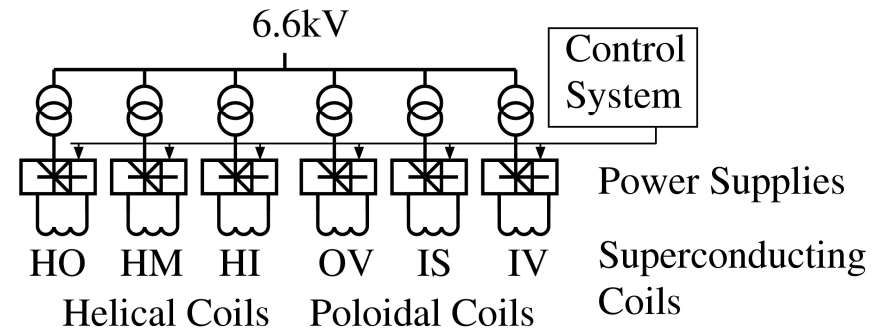 6.6kV
Control
System
Power Supplies
HO HM HI OV IS IV
Superconducting
Coils
Helical Coils Poloidal Coils